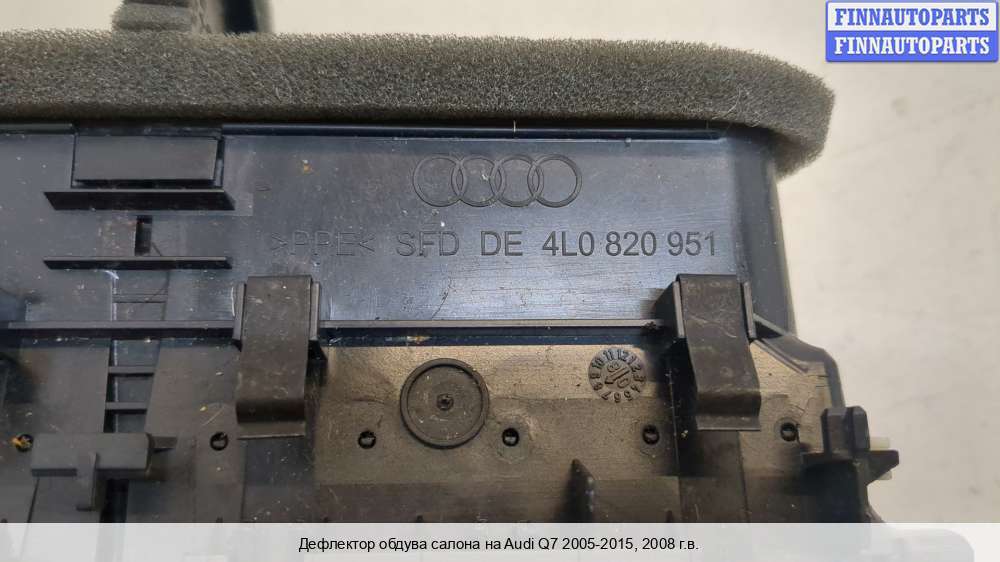 FINNAUTOPARTS
FINNAUTOPARTS
>PPE< SFD DE 4L0 820 951
Дефлектор обдува салона на Audi Q7 2005-2015, 2008 г.в.